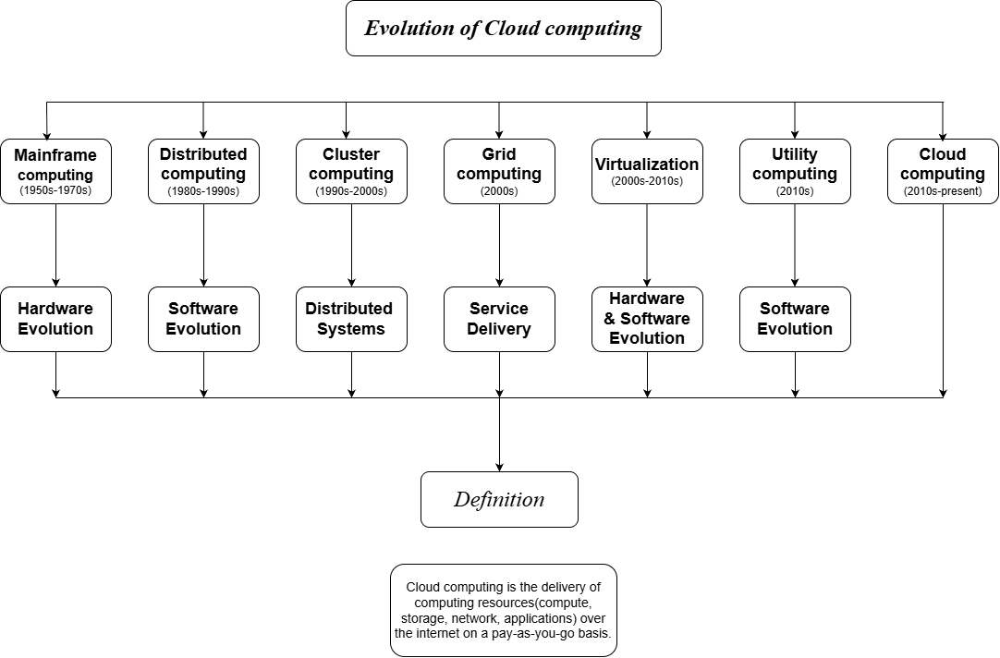 Evolution of Cloud computing
Mainframe
computing
(1950s-1970s)
Distributed
computing
(1980s-1990s)
Cluster
computing
(1990s-2000s)
Grid
computing
(2000s)
Virtualization
(2000s-2010s)
Utility
computing
(2010s)
Cloud
computing
(2010s-present)
Hardware
Evolution
Software
Evolution
Distributed
Systems
Service
Delivery
Hardware
& Software
Evolution
Software
Evolution
Definition
Cloud computing is the delivery of
computing resources(compute,
storage, network, applications) over
the internet on a pay-as-you-go basis.